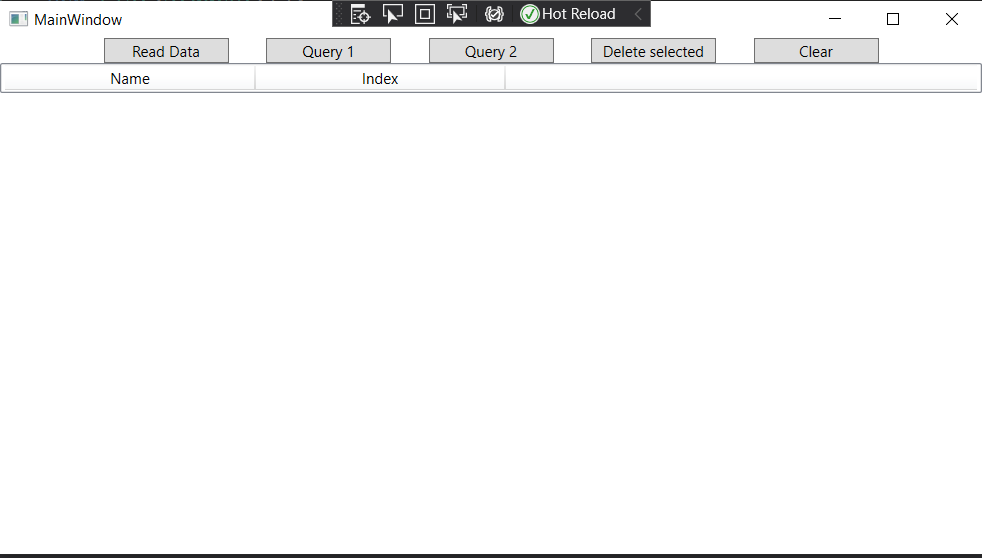 MainWindow
Hot Reload
Read Data
Query 1
Query 2
Delete selected
Clear
Name
Index